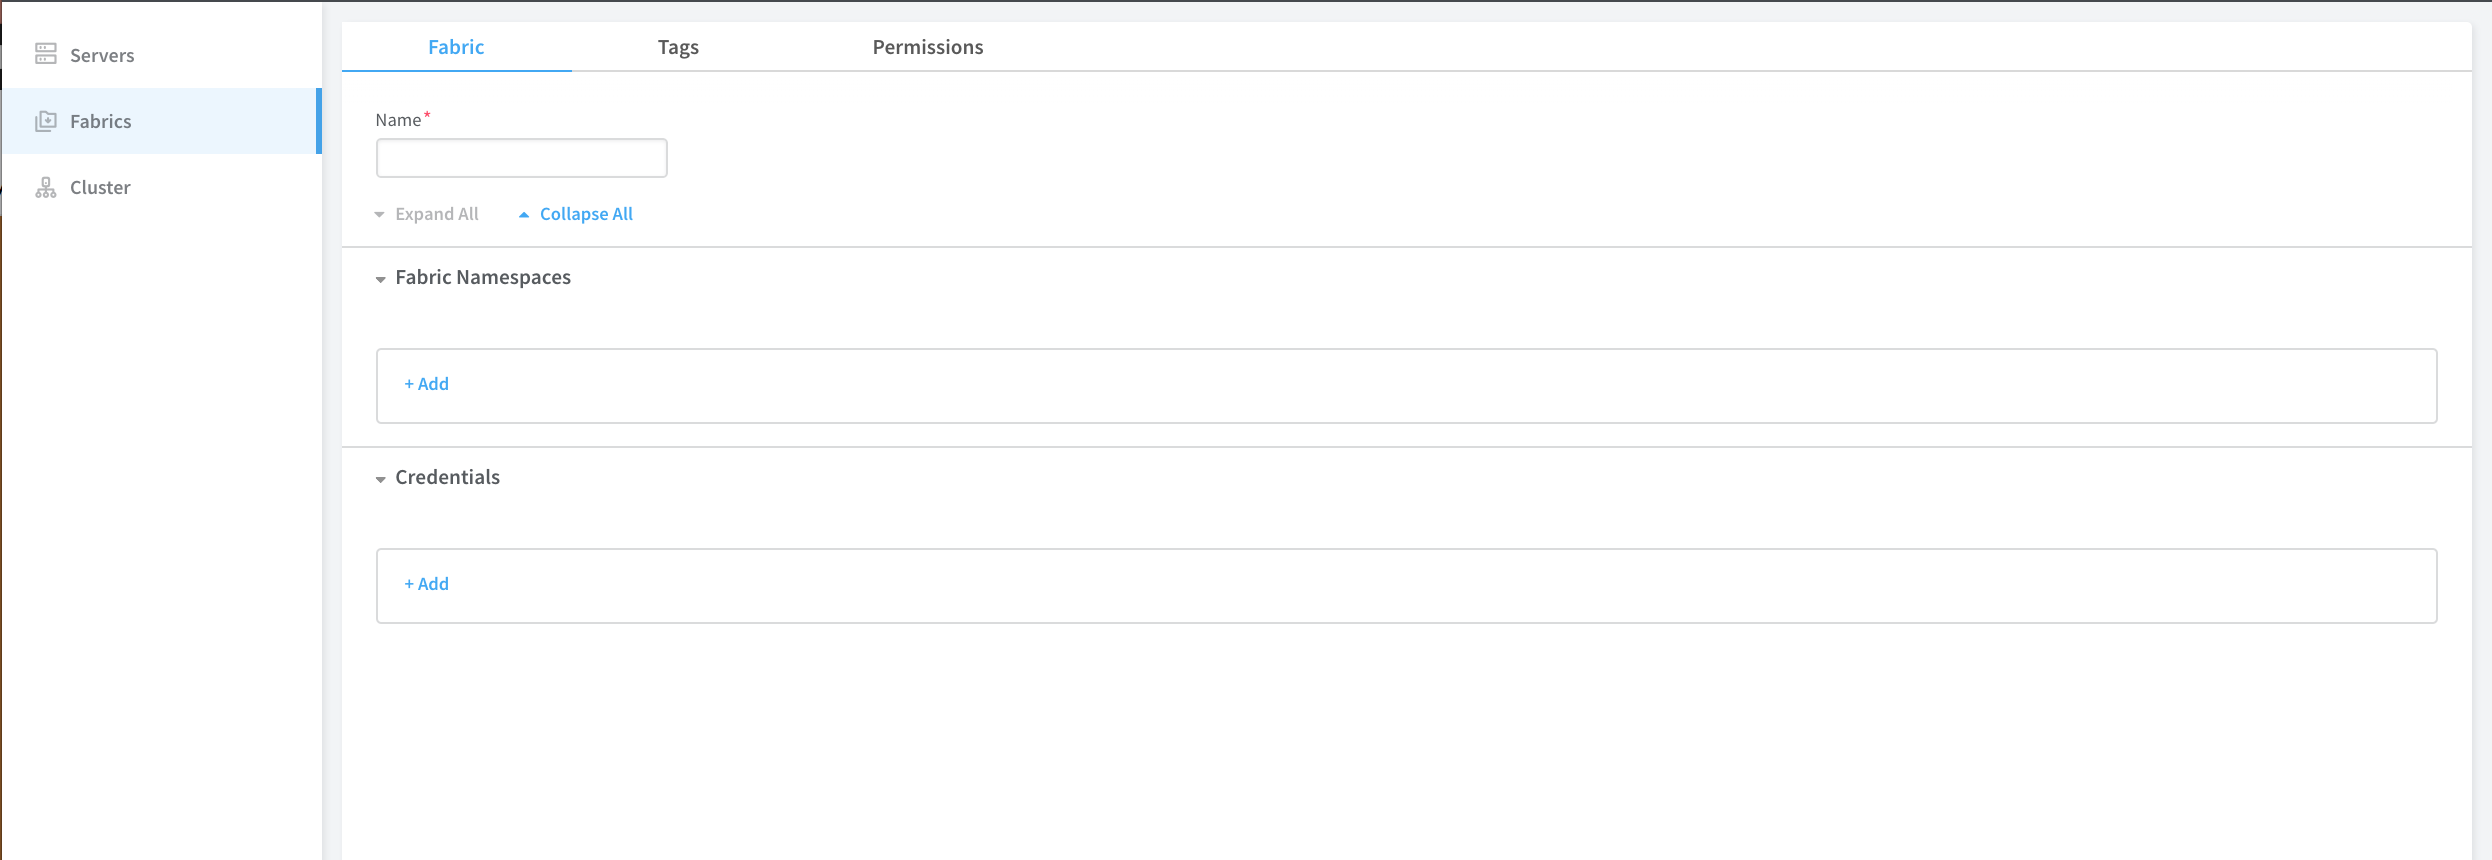 Servers
Fabrics
Cluster
Fabric Tags Permissions
Name*
Expand All Collapse All
Fabric Namespaces
+ Add
Credentials
+ Add